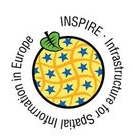 INSPIRE · Infrastructure for Spatial Information in Europe